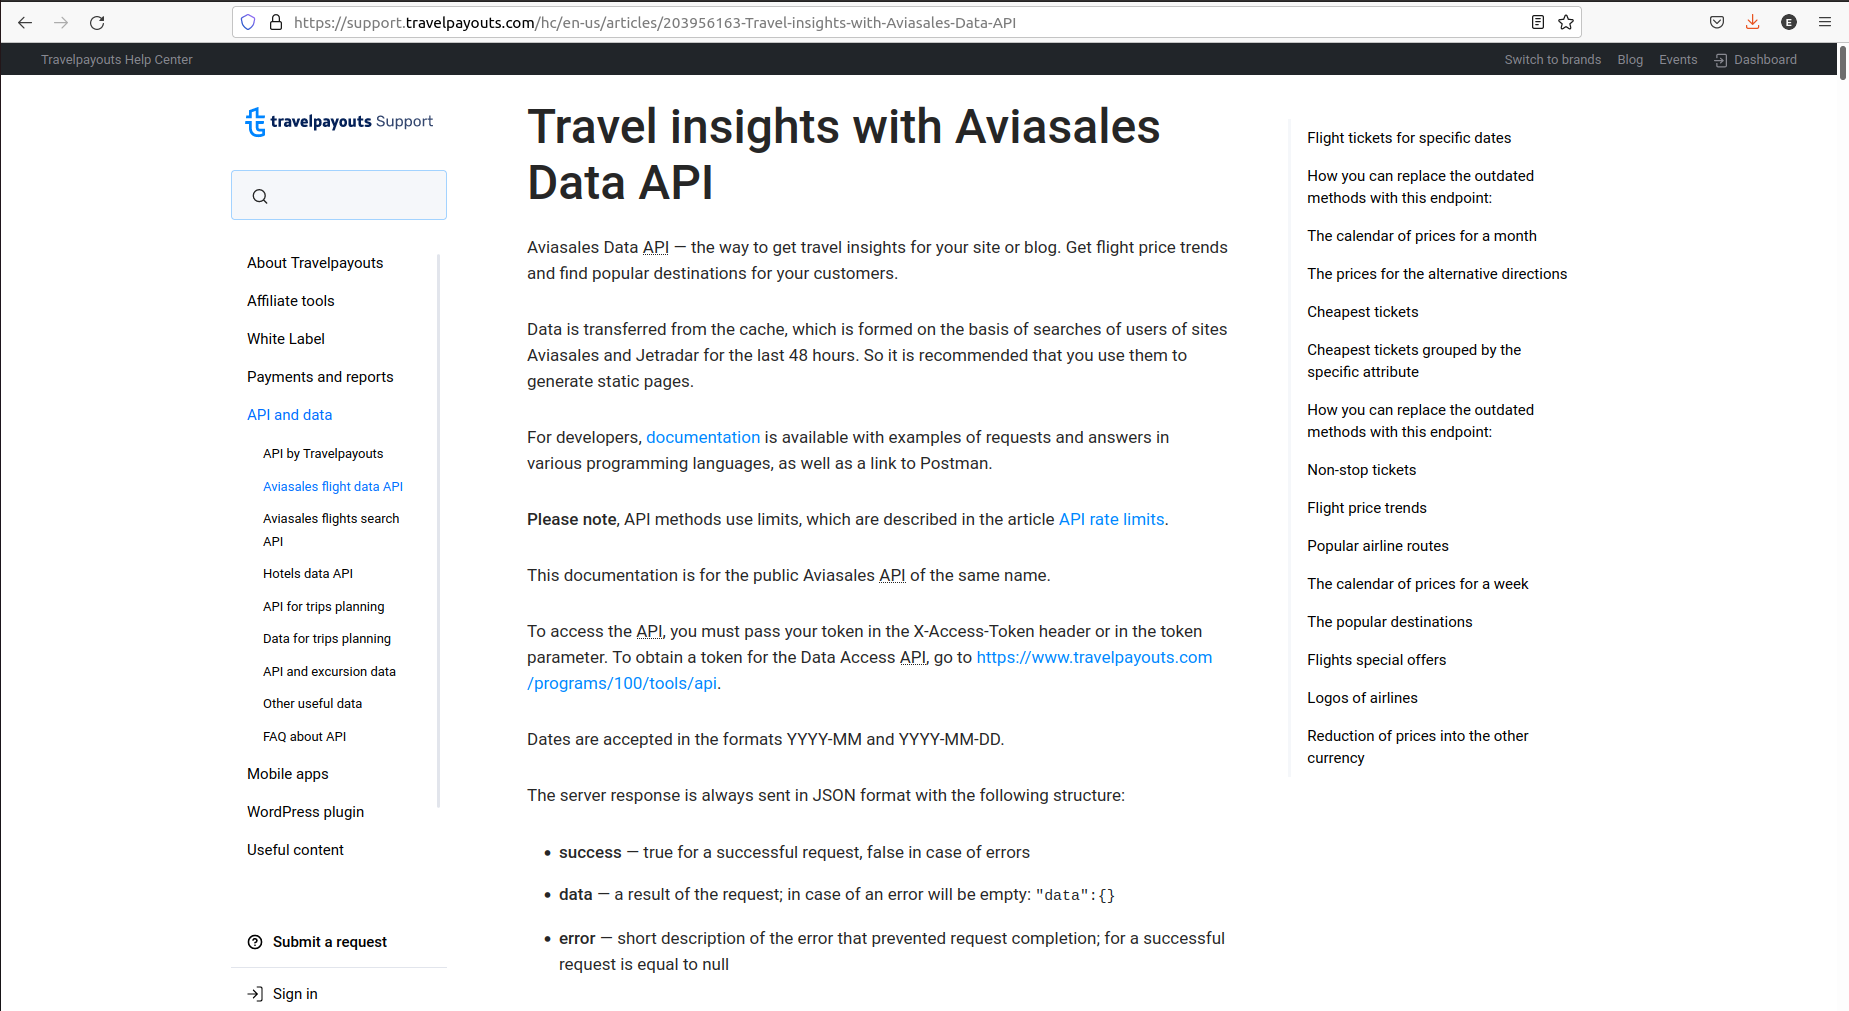 https://support.travelpayouts.com/hc/en-us/articles/203956163-Travel-insights-with-Aviasales-Data-API
E
Travelpayouts Help Center
Switch to brands
Blog
Events
Dashboard
travelpayouts Support
About Travelpayouts
Affiliate tools
White Label
Payments and reports
API and data
API by Travelpayouts
Aviasales flight data API
Aviasales flights search
API
Hotels data API
API for trips planning
Data for trips planning
API and excursion data
Other useful data
FAQ about API
Mobile apps
WordPress plugin
Useful content
Submit a request
Sign in
Travel insights with Aviasales
Data API
Aviasales Data API — the way to get travel insights for your site or blog. Get flight price trends
and find popular destinations for your customers.
Data is transferred from the cache, which is formed on the basis of searches of users of sites
Aviasales and Jetradar for the last 48 hours. So it is recommended that you use them to
generate static pages.
For developers, documentation is available with examples of requests and answers in
various programming languages, as well as a link to Postman.
Please note, API methods use limits, which are described in the article API rate limits.
This documentation is for the public Aviasales API of the same name.
To access the API, you must pass your token in the X-Access-Token header or in the token
parameter. To obtain a token for the Data Access API, go to https://www.travelpayouts.com
/programs/100/tools/api.
Dates are accepted in the formats YYYY-MM and YYYY-MM-DD.
The server response is always sent in JSON format with the following structure:
• success — true for a successful request, false in case of errors
• data — a result of the request; in case of an error will be empty: "data":{}
• error — short description of the error that prevented request completion; for a successful
request is equal to null
Flight tickets for specific dates
How you can replace the outdated
methods with this endpoint:
The calendar of prices for a month
The prices for the alternative directions
Cheapest tickets
Cheapest tickets grouped by the
specific attribute
How you can replace the outdated
methods with this endpoint:
Non-stop tickets
Flight price trends
Popular airline routes
The calendar of prices for a week
The popular destinations
Flights special offers
Logos of airlines
Reduction of prices into the other
currency